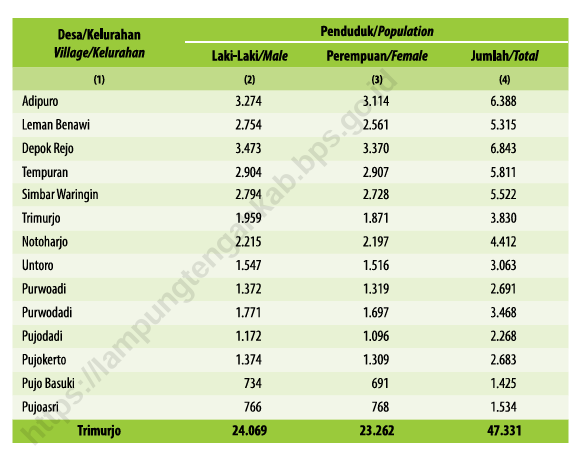 Desa/Kelurahan Penduduk/Population
Village/Kelurahan Laki-Laki/Male Perempuan/Female Jumlah/Total
(1) (2) (3) (4)
Adipuro 3.274 3.114 6.388
Leman Benawi 2.754 2.561 5.315
Depok Rejo 3.473 3.370 6.843
Tempuran 2.904 2.907 5.811
Simbar Waringin 2.794 2.728 5.522
Trimurjo 1.959 1.871 3.830
Notoharjo 2.215 2.197 4.412
Untoro 1.547 1.516 3.063
Purwoadi 1.372 1.319 2.691
Purwodadi 1.771 1.697 3.468
Pujodadi 1.172 1.096 2.268
Pujokerto 1.374 1.309 2.683
Pujo Basuki 734 691 1.425
Pujoasri 766 768 1.534
Trimurjo 24.069 23.262 47.331
https://lampungtengahkab.bps.go.id